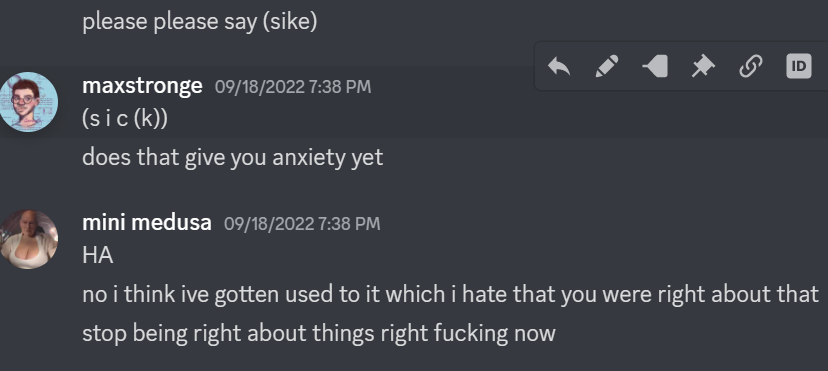 please please say (sike)
maxstronge 09/18/2022 7:38 PM
ID
(s i c (k))
does that give you anxiety yet
mini medusa 09/18/2022 7:38 PM
HA
no i think ive gotten used to it which i hate that you were right about that
stop being right about things right fucking now